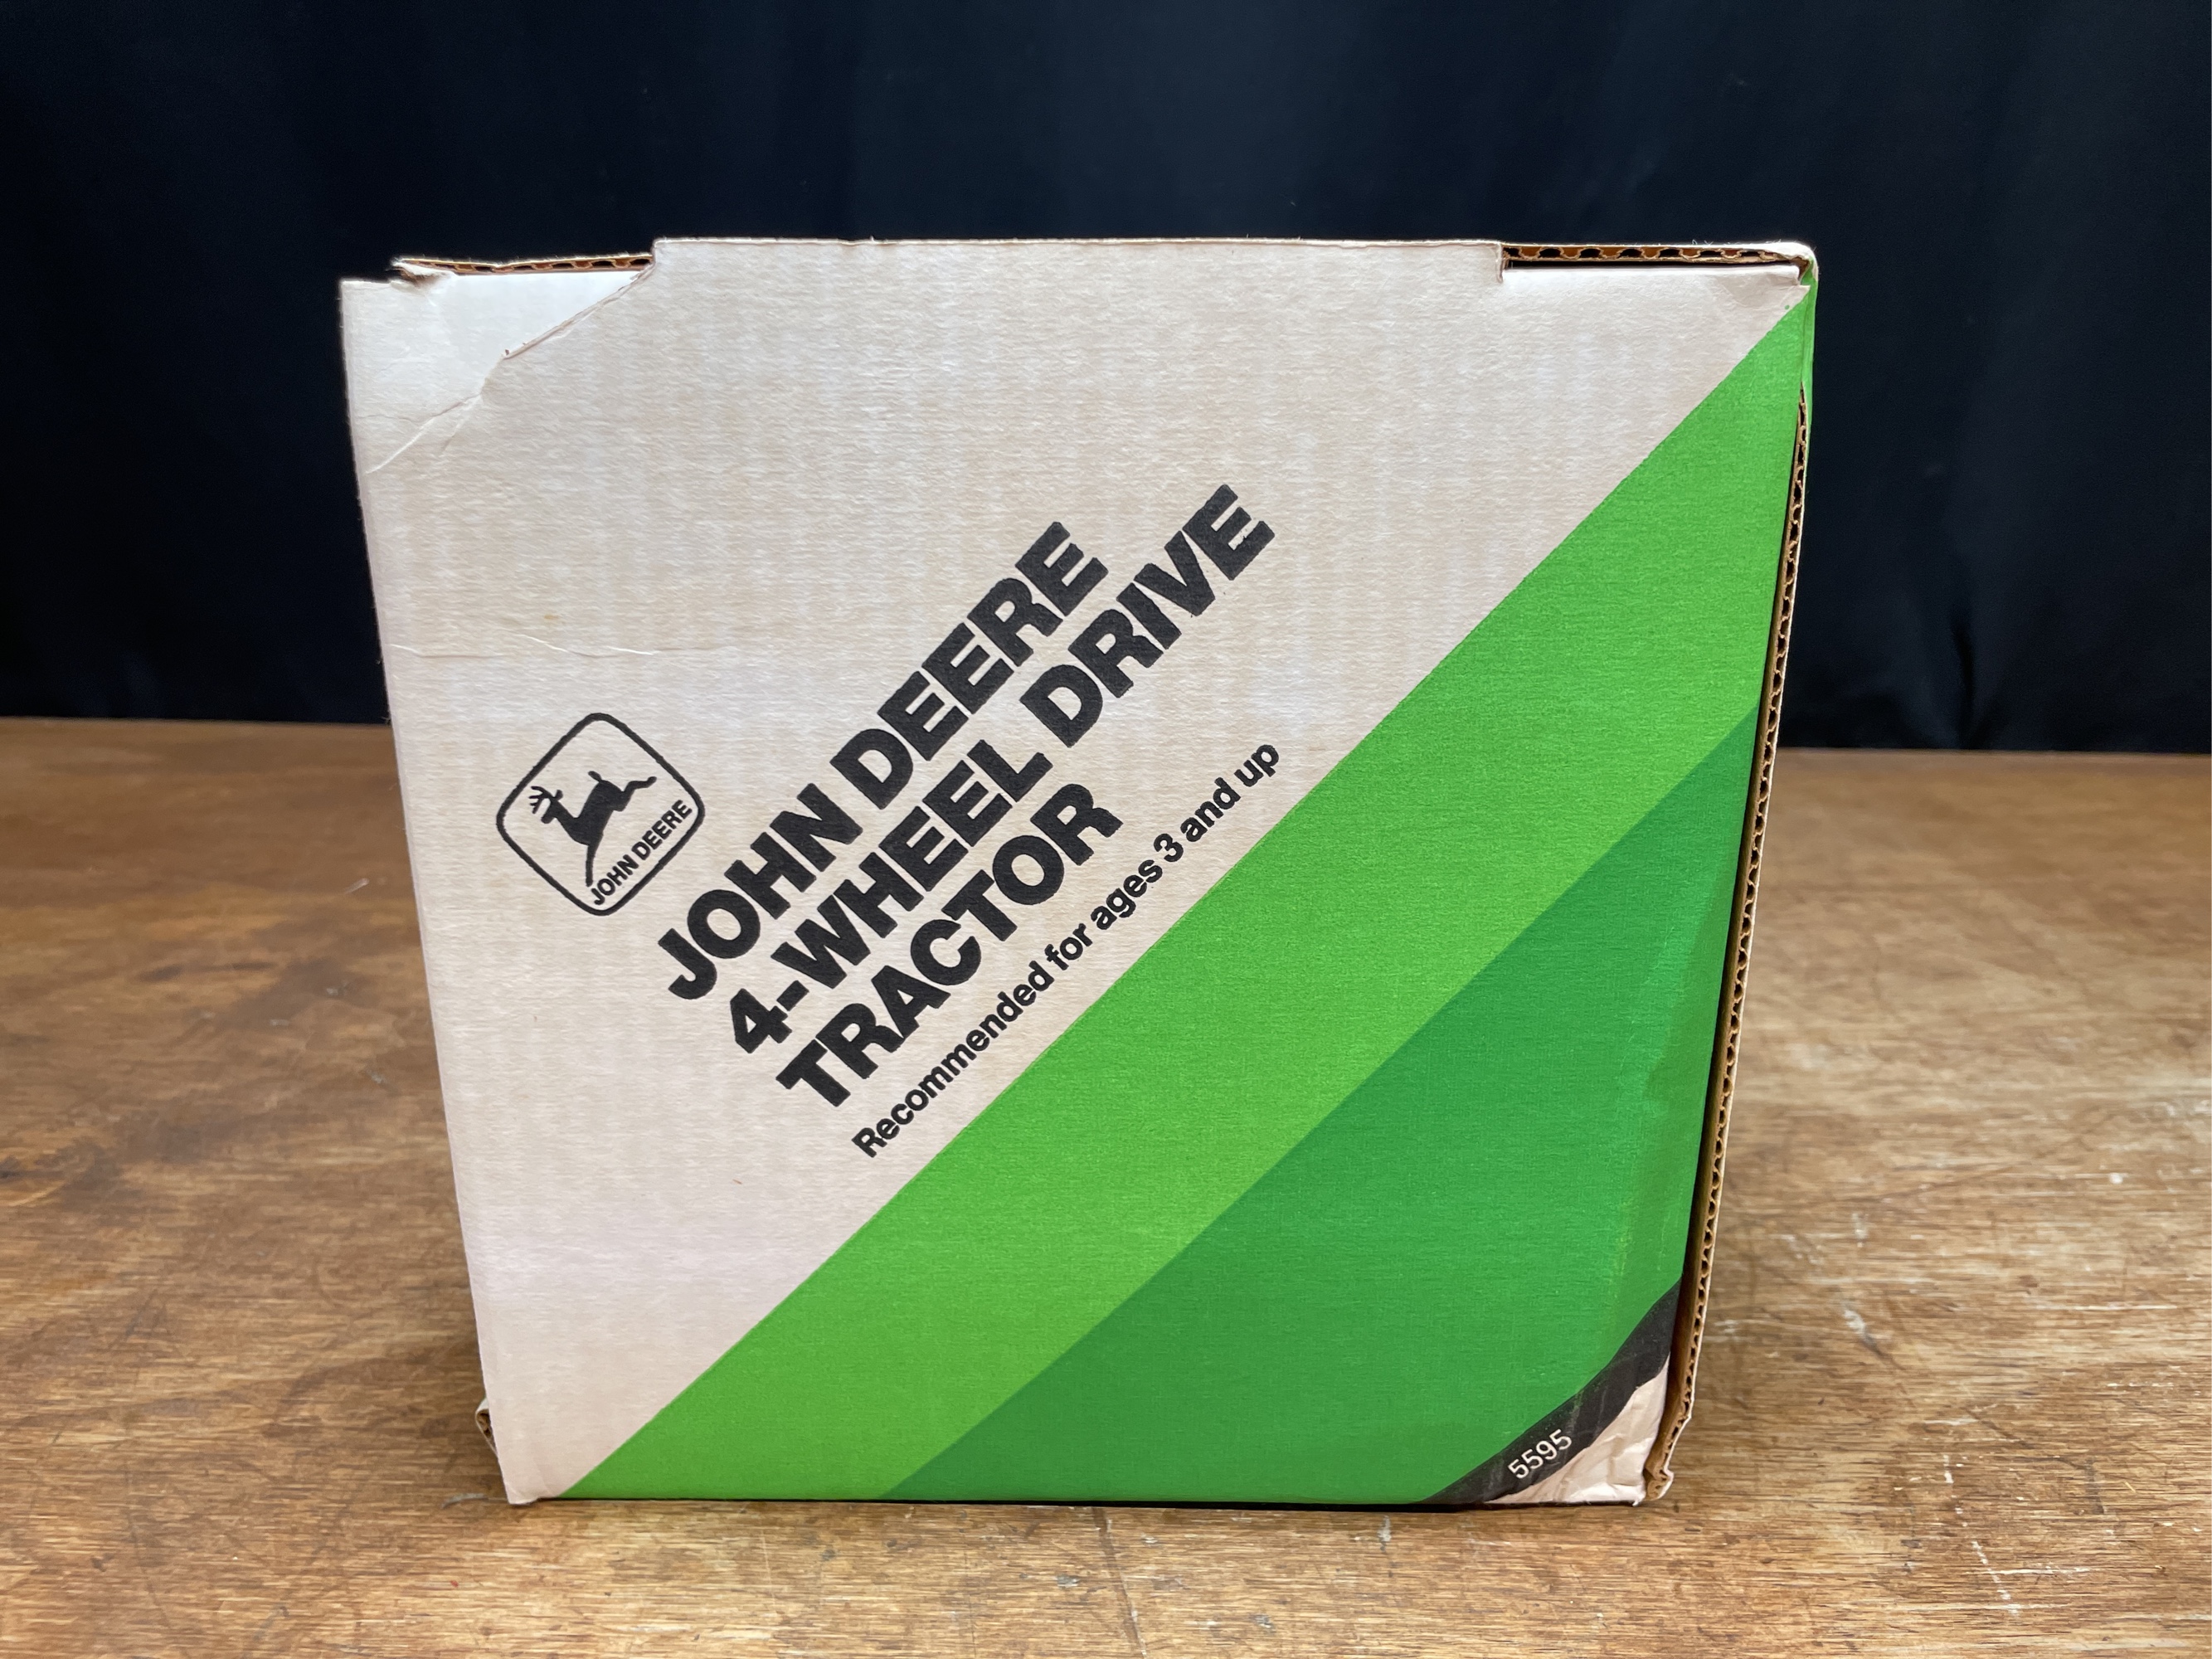 JOHN DEERE
JOHN DEERE
4-WHEEL DRIVE
TRACTOR
Recommended for ages 3 and up
5595